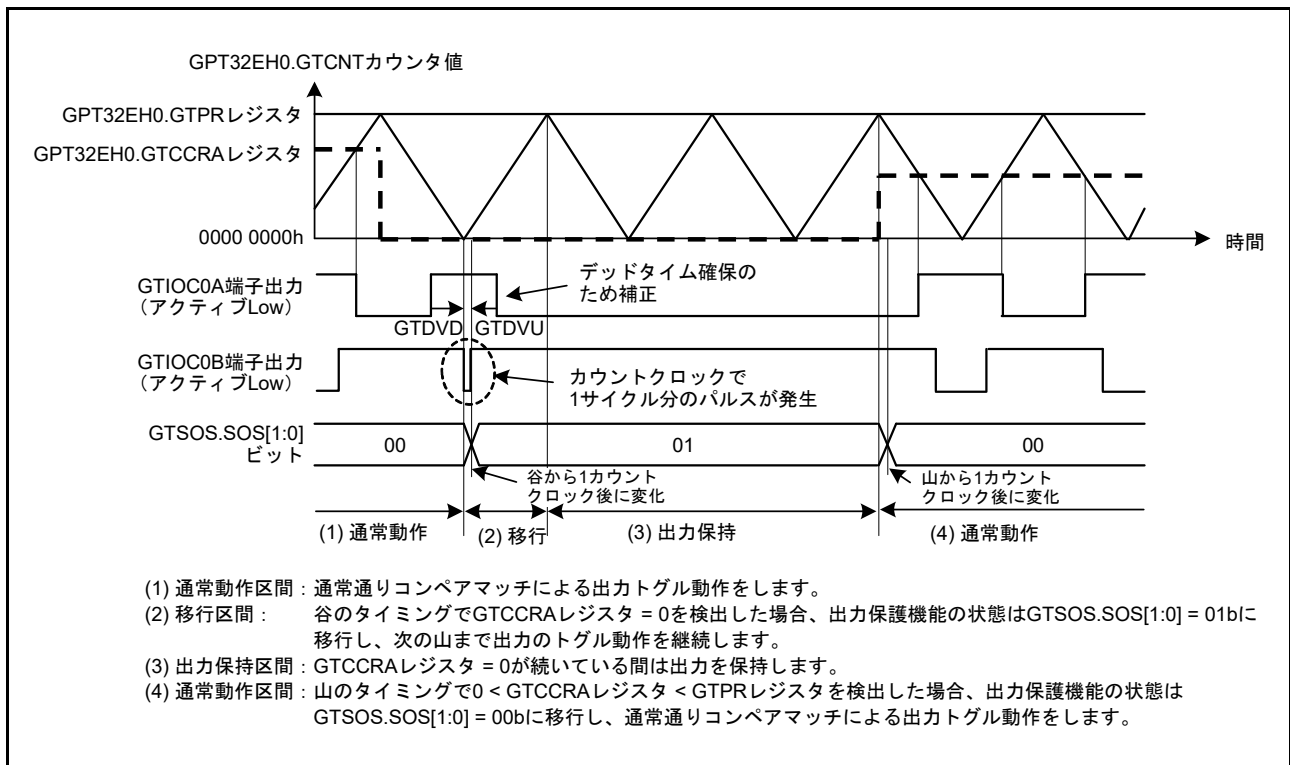 GPT32EH0.GTCNTカウンタ値
GPT32EH0.GTPRレジスタ
GPT32EH0.GTCCRAレジスタ
0000 0000h
時間
GTIOC0A端子出力
（アクティブLow）
デッドタイム確保の
ため補正
GTDVD
GTDVU
GTIOC0B端子出力
（アクティブLow）
カウントクロックで
1サイクル分のパルスが発生
GTSOS.SOS[1:0]
ビット
00
01
00
谷から1カウント
クロック後に変化
山から1カウント
クロック後に変化
(1) 通常動作
(2) 移行
(3) 出力保持
(4) 通常動作
(1) 通常動作区間：通常通りコンペアマッチによる出力トグル動作をします。
(2) 移行区間：谷のタイミングでGTCCRAレジスタ = 0を検出した場合、出力保護機能の状態はGTSOS.SOS[1:0] = 01bに
移行し、次の山まで出力のトグル動作を継続します。
(3) 出力保持区間：GTCCRAレジスタ = 0が続いている間は出力を保持します。
(4) 通常動作区間：山のタイミングで0 < GTCCRAレジスタ < GTPRレジスタを検出した場合、出力保護機能の状態は
GTSOS.SOS[1:0] = 00bに移行し、通常通りコンペアマッチによる出力トグル動作をします。